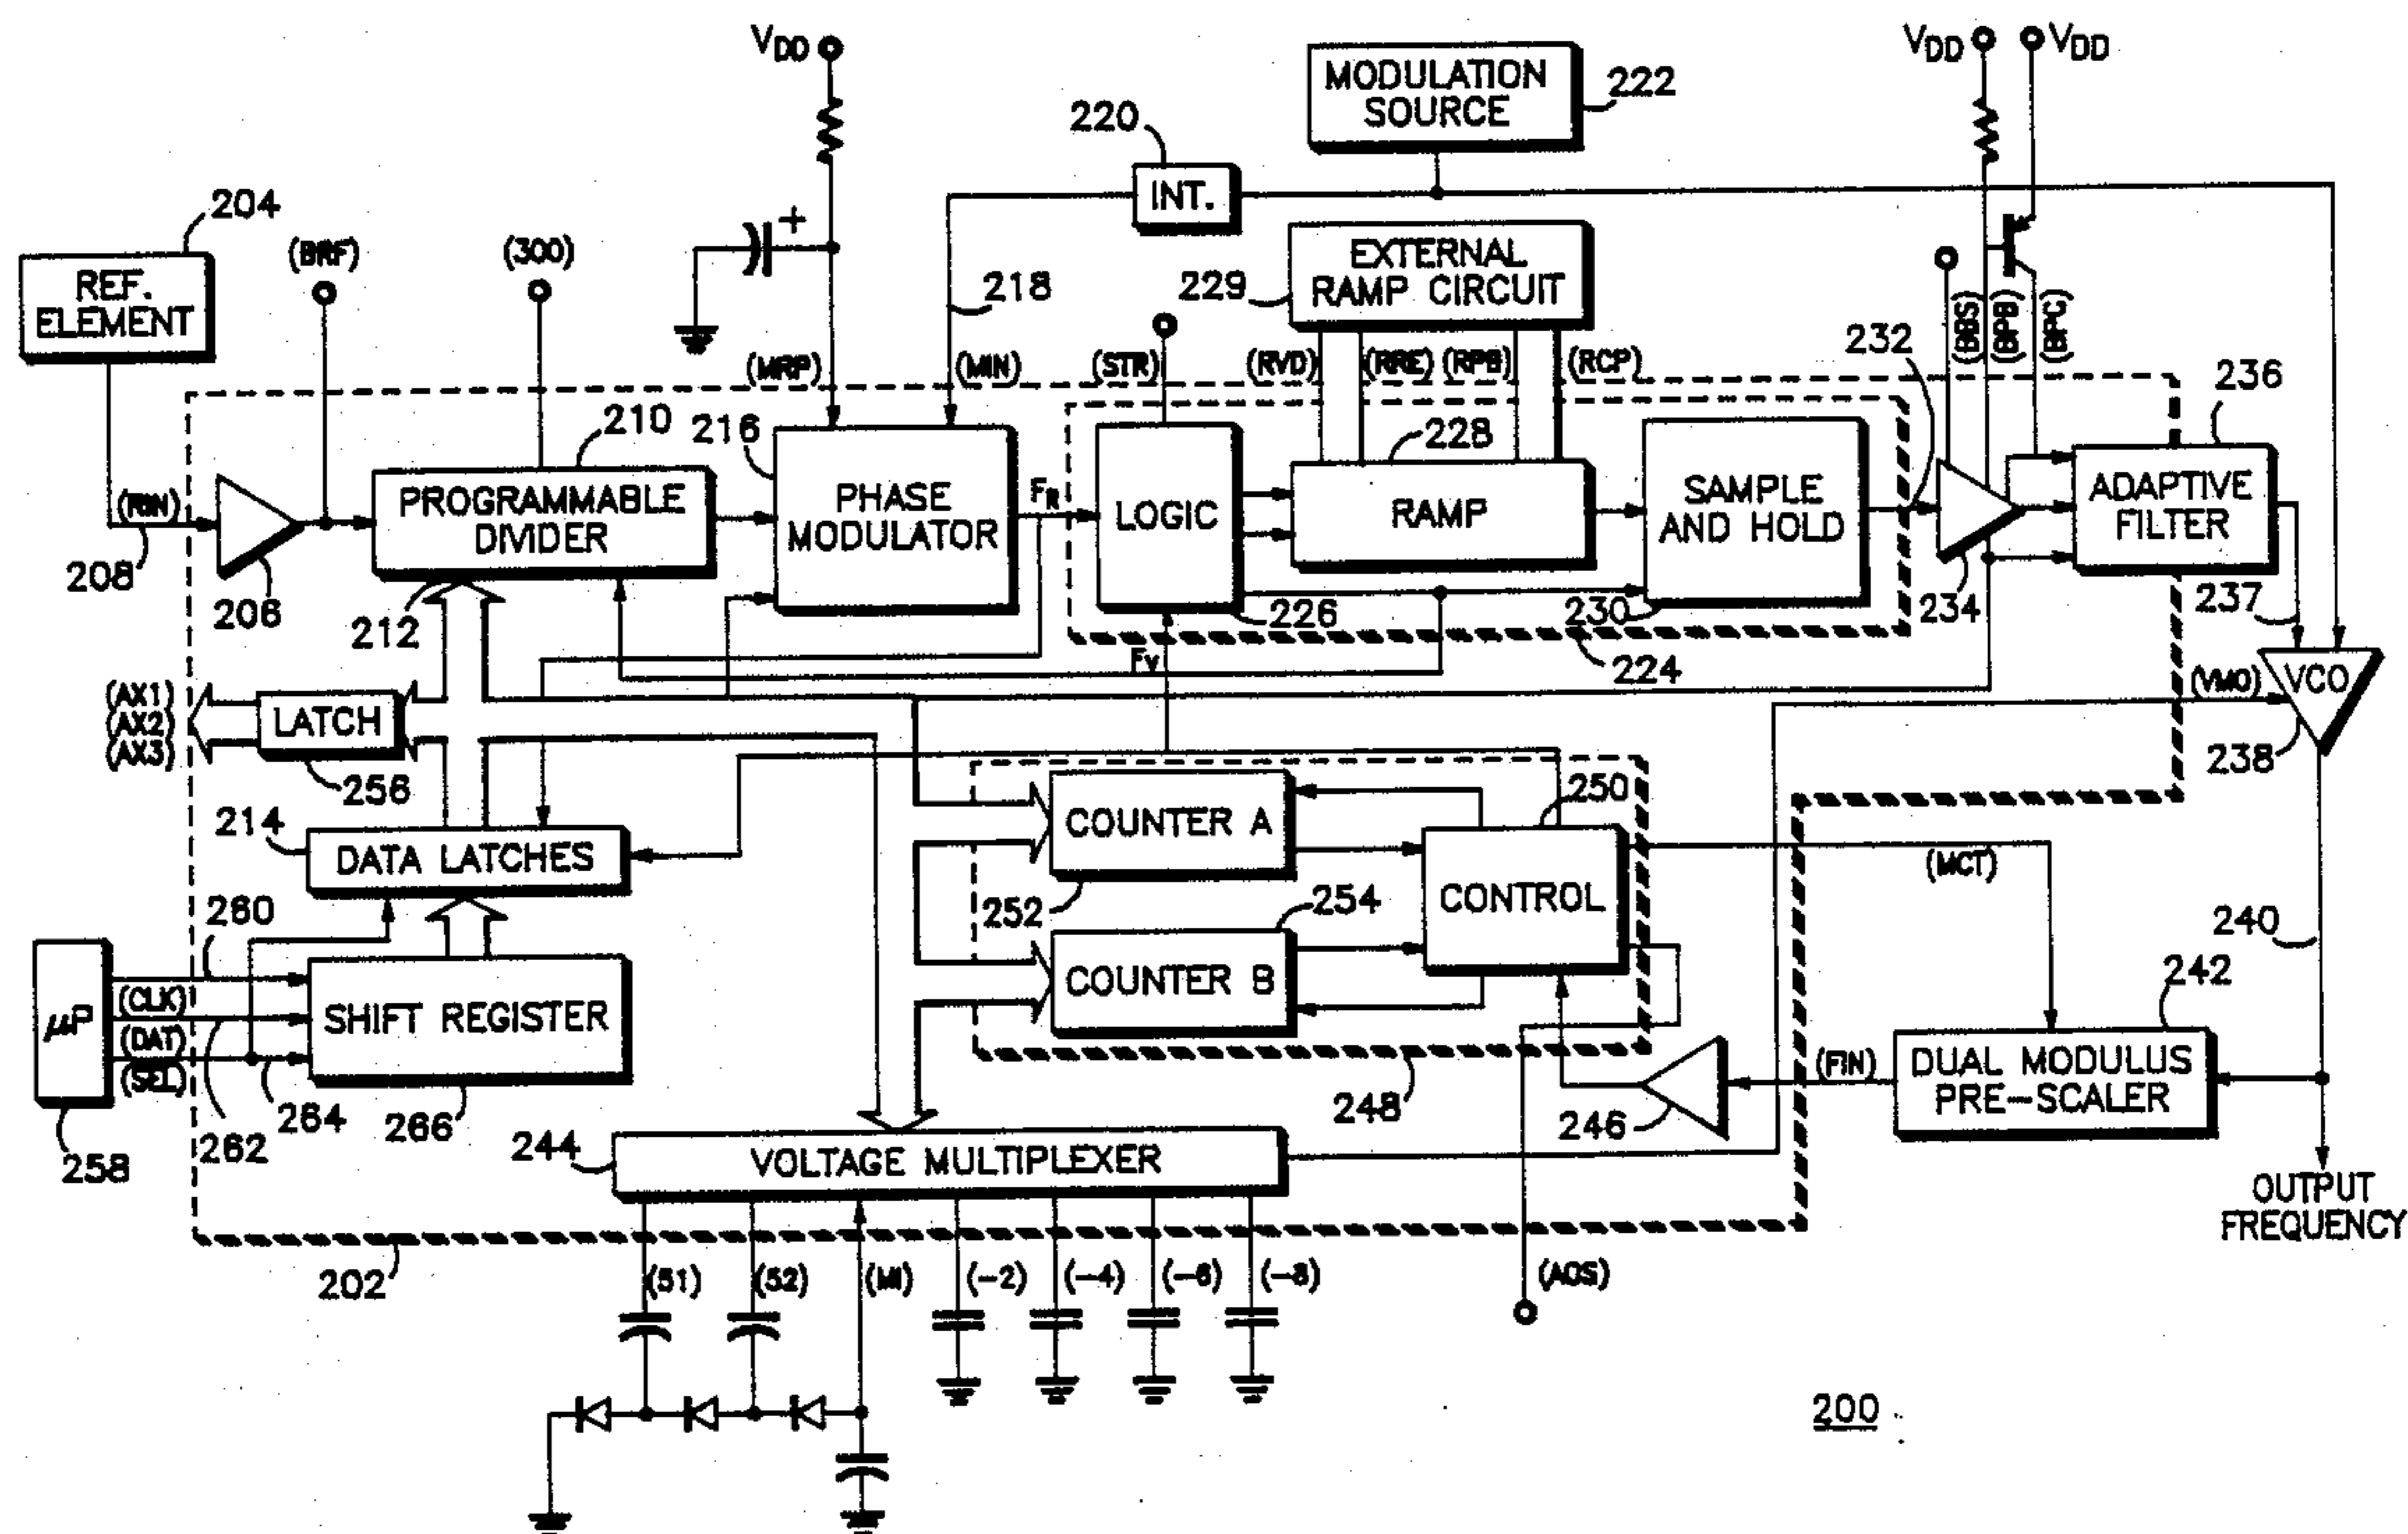 VDD
VDD
VDD
MODULATION
SOURCE
222
220
INT.
204
(BRF)
(300)
REF.
ELEMENT
218
229
EXTERNAL
RAMP CIRCUIT
(BBS)
(BPB)
(BPC)
232
(MRP)
(MIN)
(STR)
(RVD)
(RRE)
(RPB)
(RCP)
236
210
216
228
(RIN)
PROGRAMMABLE
DIVIDER
PHASE
MODULATOR
FR
LOGIC
RAMP
SAMPLE
AND HOLD
ADAPTIVE
FILTER
208
206
212
226
230
234
237
FV
224
(AX1)
(AX2)
(AX3)
LATCH
(VMO)
VCO
256
238
214
DATA LATCHES
COUNTER A
250
252
254
CONTROL
(MCT)
260
240
μP
(CLK)
(DAT)
(SEL)
SHIFT REGISTER
COUNTER B
242
262
264
266
258
248
246
(FIN)
DUAL MODULUS
PRE-SCALER
244
VOLTAGE MULTIPLEXER
OUTPUT
FREQUENCY
202
(51)
(52)
(MI)
(-2)
(-4)
(-6)
(-8)
(AOS)
200